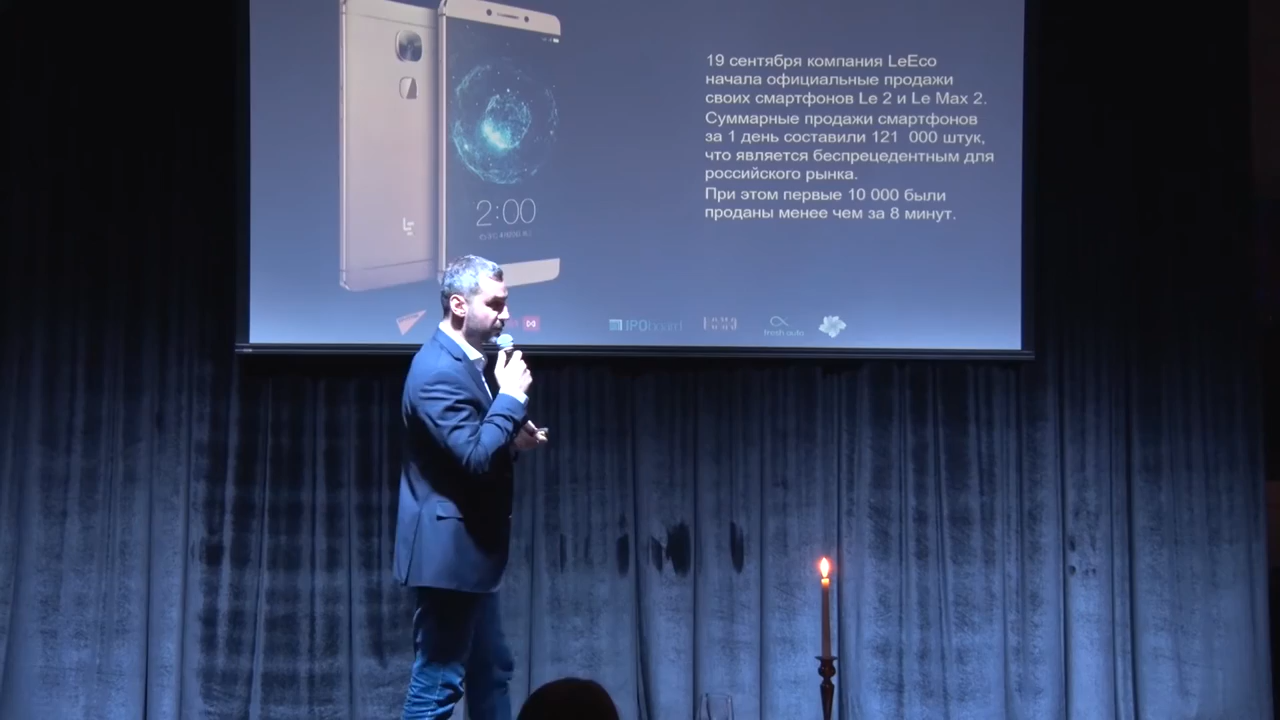 19 сентября компания LeEco
начала официальные продажи
своих смартфонов Le 2 и Le Max 2.
Суммарные продажи смартфонов
за 1 день составили 121 000 штук,
что является беспрецедентным для
российского рынка.
При этом первые 10 000 были
проданы менее чем за 8 минут.
2:00
IPOboard
fresh auto